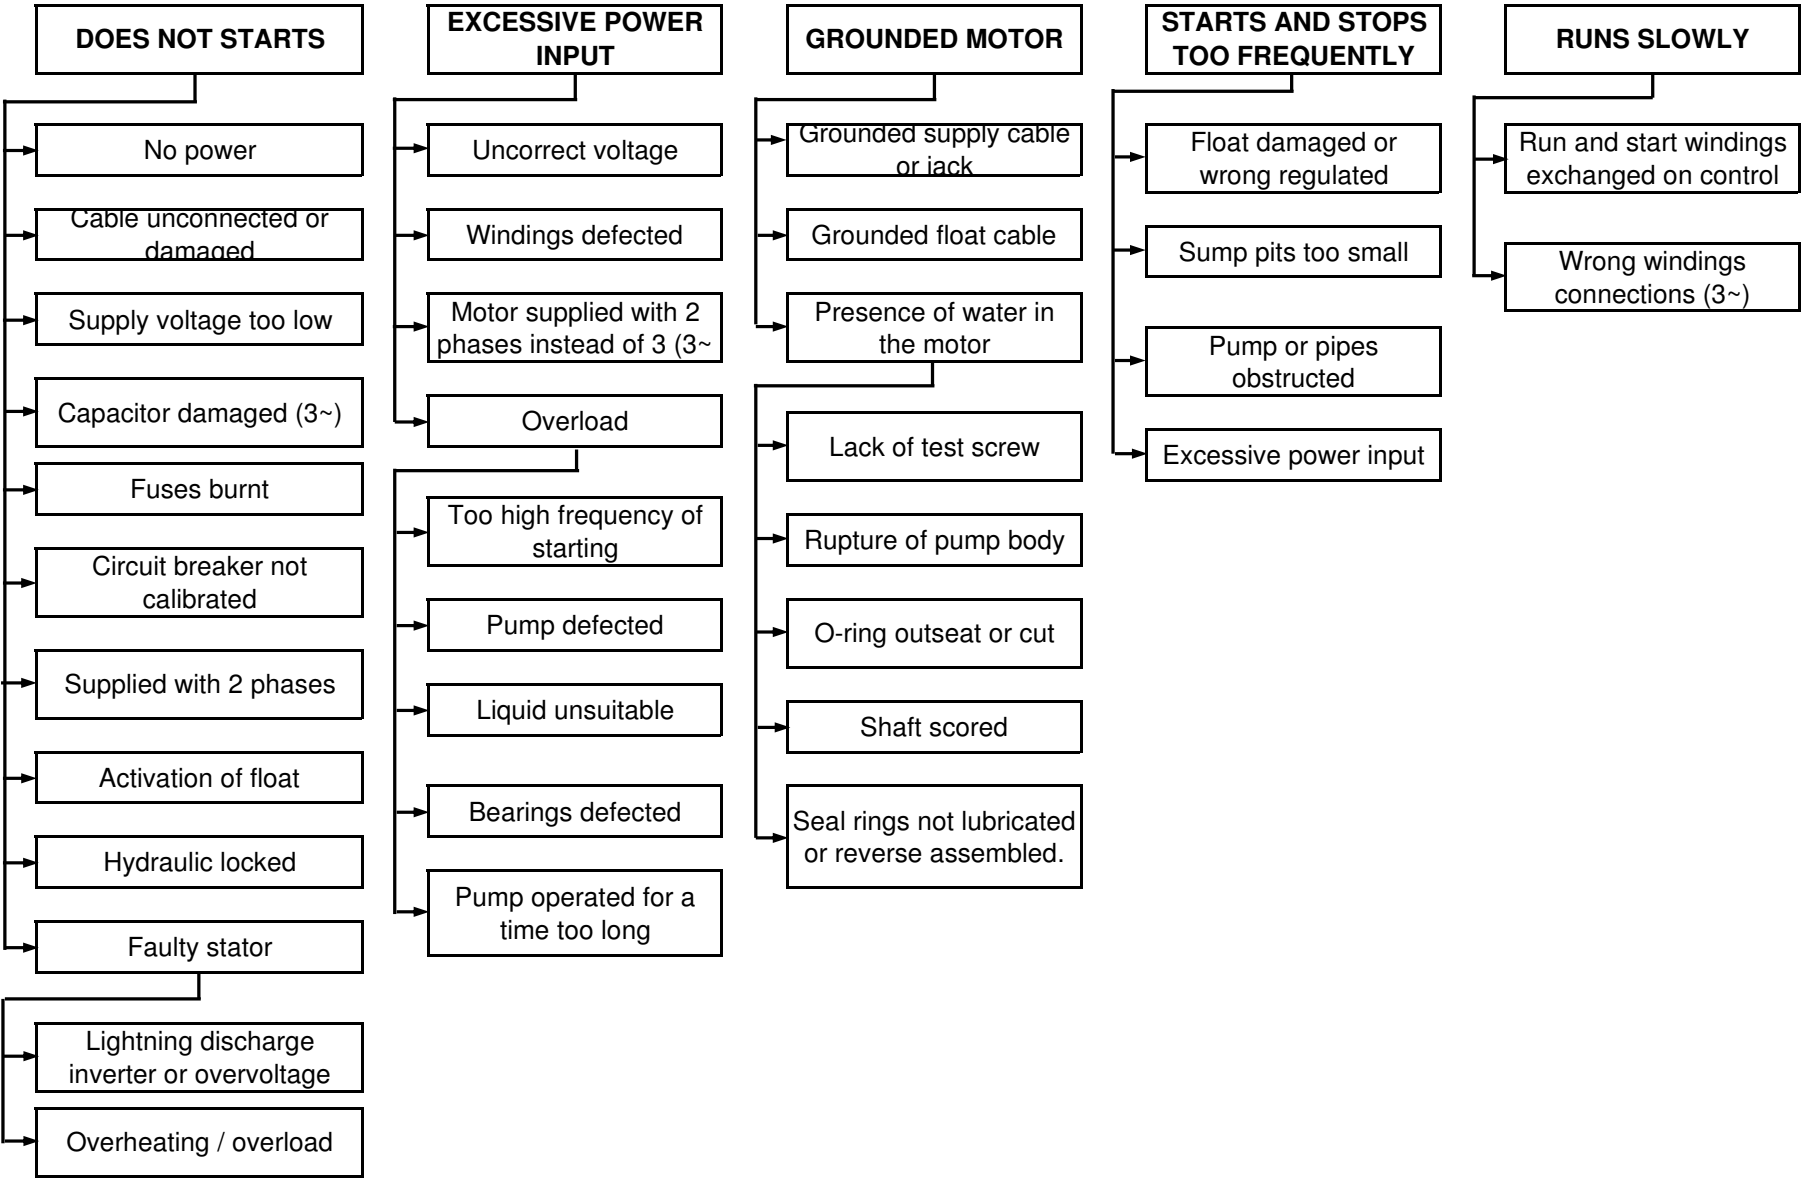 DOES NOT STARTS
No power
Cable unconnected or
damaged
Supply voltage too low
Capacitor damaged (3~)
Fuses burnt
Circuit breaker not
calibrated
Supplied with 2 phases
Activation of float
Hydraulic locked
Faulty stator
Lightning discharge
inverter or overvoltage
Overheating / overload
EXCESSIVE POWER
INPUT
Uncorrect voltage
Windings defected
Motor supplied with 2
phases instead of 3 (3~
Overload
Too high frequency of
starting
Pump defected
Liquid unsuitable
Bearings defected
Pump operated for a
time too long
GROUNDED MOTOR
Grounded supply cable
or jack
Grounded float cable
Presence of water in
the motor
Lack of test screw
Rupture of pump body
O-ring outseat or cut
Shaft scored
Seal rings not lubricated
or reverse assembled.
STARTS AND STOPS
TOO FREQUENTLY
Float damaged or
wrong regulated
Sump pits too small
Pump or pipes
obstructed
Excessive power input
RUNS SLOWLY
Run and start windings
exchanged on control
Wrong windings
connections (3~)